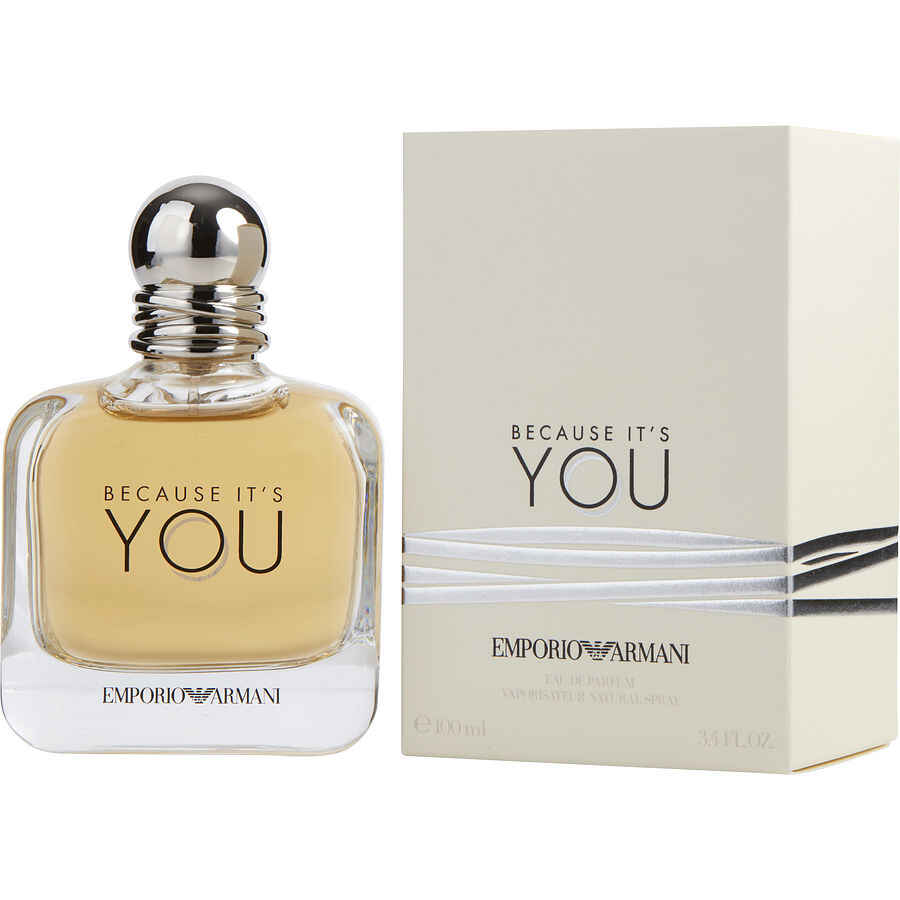 BECAUSE IT'S
YOU
EMPORIO ARMANI
BECAUSE IT'S
YOU
EMPORIO ARMANI
EAU DE PARFUM
VAPORISATEUR NATURAL SPRAY
℮ 100 ml 3.4 FL. OZ.